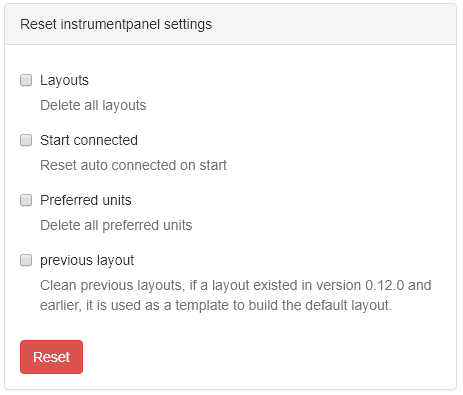 Reset instrumentpanel settings
Layouts
Delete all layouts
Start connected
Reset auto connected on start
Preferred units
Delete all preferred units
previous layout
Clean previous layouts, if a layout existed in version 0.12.0 and
earlier, it is used as a template to build the default layout.
Reset